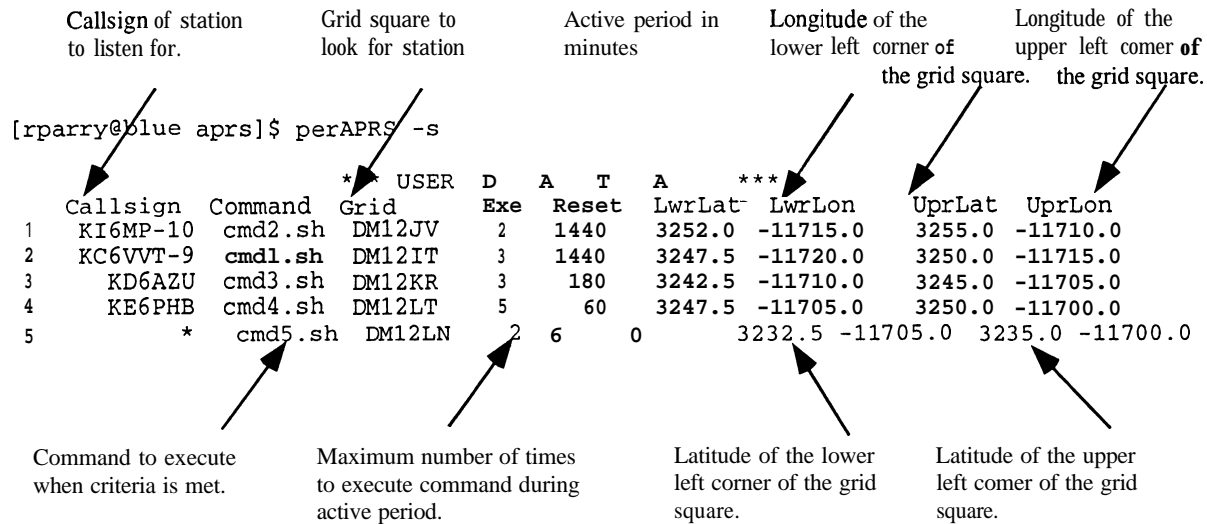 Callsign of station
to listen for.
Grid square to
look for station
Active period in
minutes
Longitude of the
lower left corner of
the grid square.
Longitude of the
upper left comer of
the grid square.
[rparry@blue aprs]$ perAPRS -s
*** USER D A T A ***
Callsign Command Grid Exe Reset LwrLat LwrLon UprLat UprLon
1 KI6MP-10 cmd2.sh DM12JV 2 1440 3252.0 -11715.0 3255.0 -11710.0
2 KC6VVT-9 cmdl.sh DM12IT 3 1440 3247.5 -11720.0 3250.0 -11715.0
3 KD6AZU cmd3.sh DM12KR 3 180 3242.5 -11710.0 3245.0 -11705.0
4 KE6PHB cmd4.sh DM12LT 5 60 3247.5 -11705.0 3250.0 -11700.0
5 * cmd5.sh DM12LN 2 6 0 3232.5 -11705.0 3235.0 -11700.0
Command to execute
when criteria is met.
Maximum number of times
to execute command during
active period.
Latitude of the lower
left corner of the grid
square.
Latitude of the upper
left comer of the grid
square.